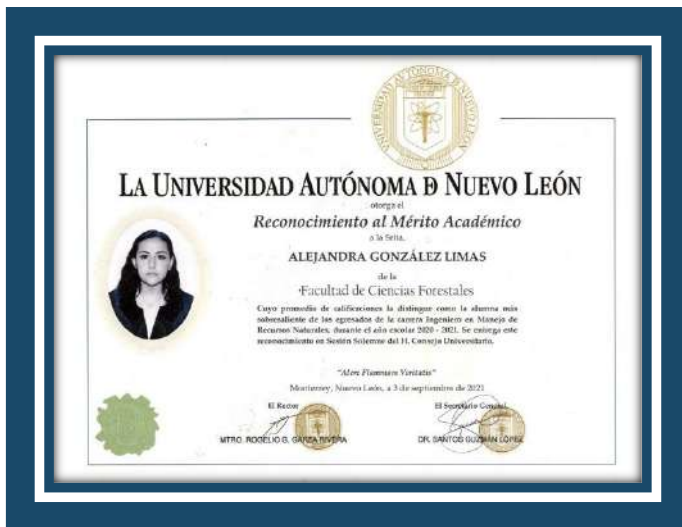 UNIVERSIDAD AUTÓNOMA DE NUEVO LEÓN
LA UNIVERSIDAD AUTÓNOMA Ð NUEVO LEÓN
otorga el
Reconocimiento al Mérito Académico
a la Srita.
ALEJANDRA GONZÁLEZ LIMAS
de la
Facultad de Ciencias Forestales
Cuyo promedio de calificaciones la distingue como la alumna más
sobresaliente de los egresados de la carrera Ingeniero en Manejo de
Recursos Naturales, durante el año escolar 2020 - 2021. Se entrega este
reconocimiento en Sesión Solemne del H. Consejo Universitario.
"Alere Flammam Veritatis"
Monterrey, Nuevo León, a 3 de septiembre de 2021
El Rector
El Secretario General
MTRO. ROGELIO G. GARZA RIVERA
DR. SANTOS GUZMÁN LÓPEZ